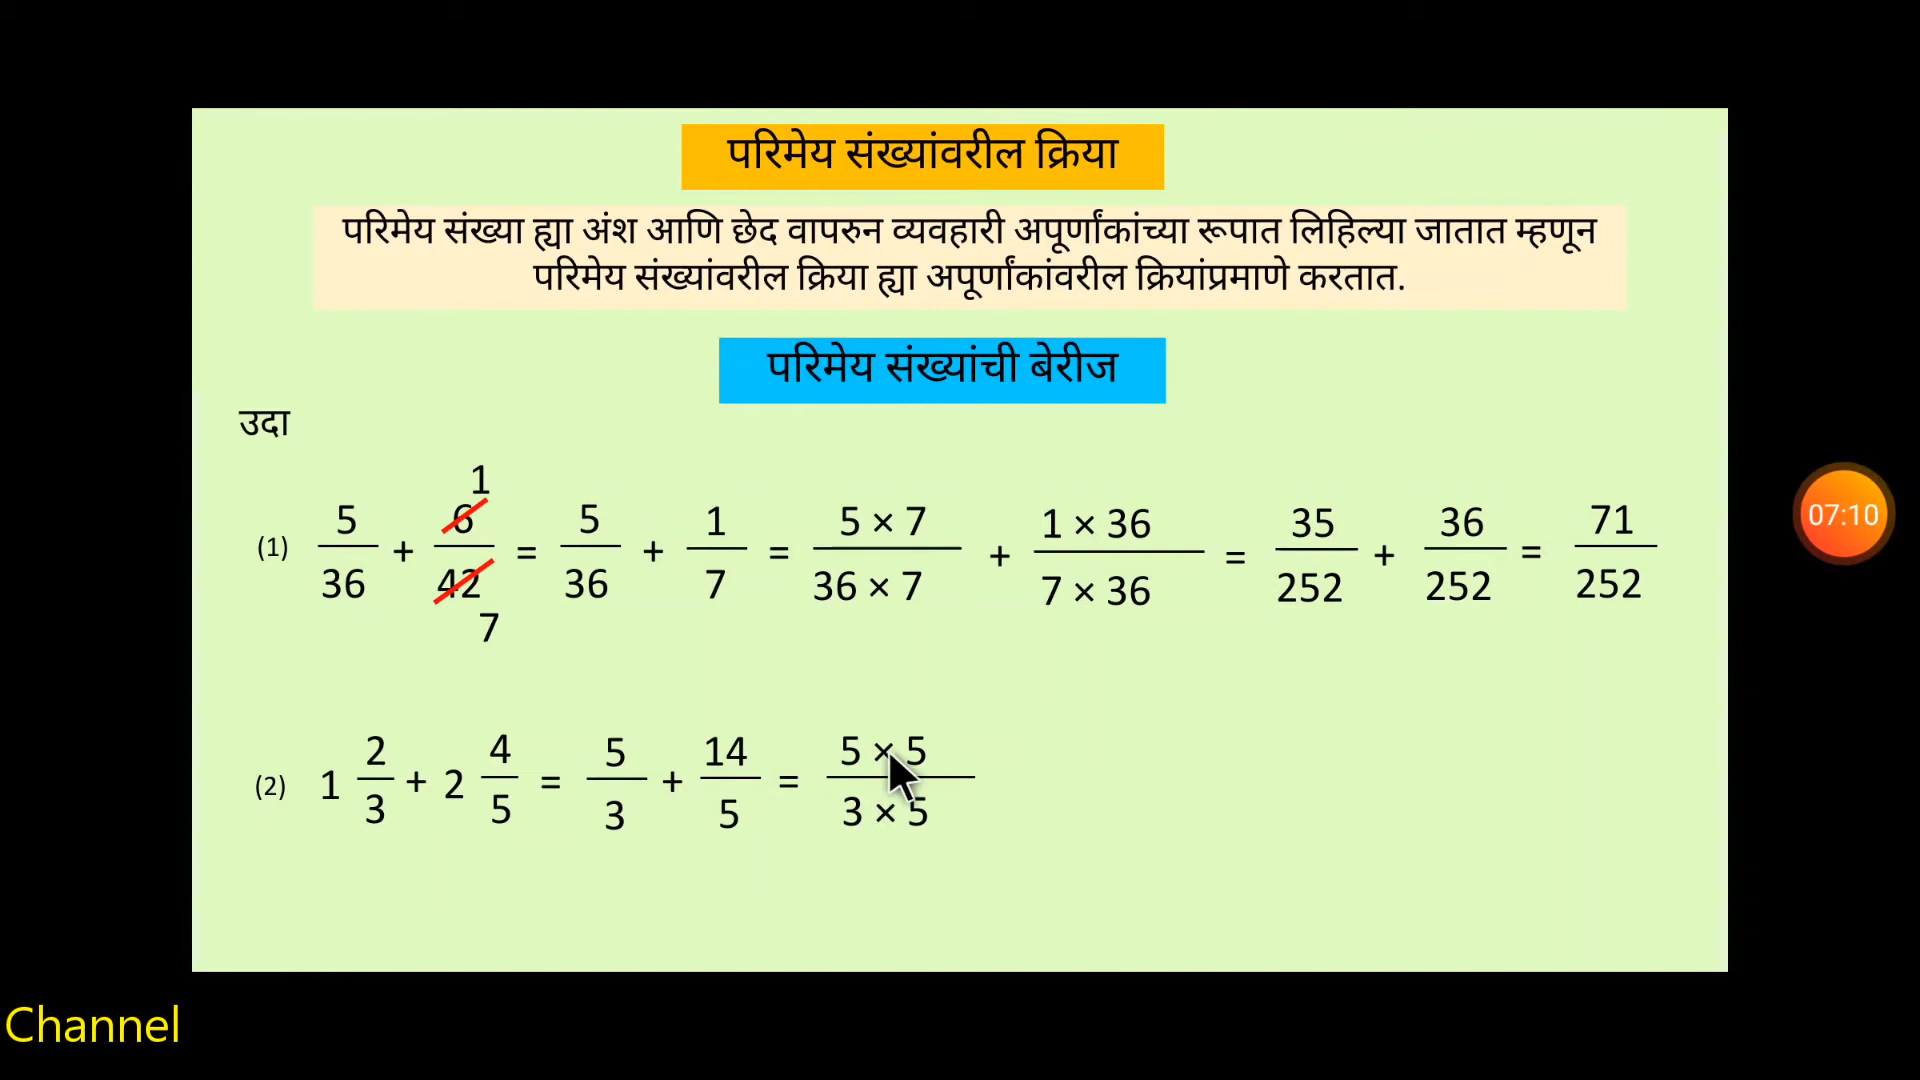 परिमेय संख्यांवरील क्रिया
परिमेय संख्या ह्या अंश आणि छेद वापरुन व्यवहारी अपूर्णांकांच्या रूपात लिहिल्या जातात म्हणून
परिमेय संख्यांवरील क्रिया ह्या अपूर्णांकांवरील क्रियांप्रमाणे करतात.
परिमेय संख्यांची बेरीज
उदा
1
5 6 5 1 5 × 7 1 × 36 35 36 71
(1) + = + = + = + =
36 42 36 7 36 × 7 7 × 36 252 252 252
7
2 4 5 14 5 × 5
(2) 1 + 2 = + =
3 5 3 5 3 × 5
07:10
Channel